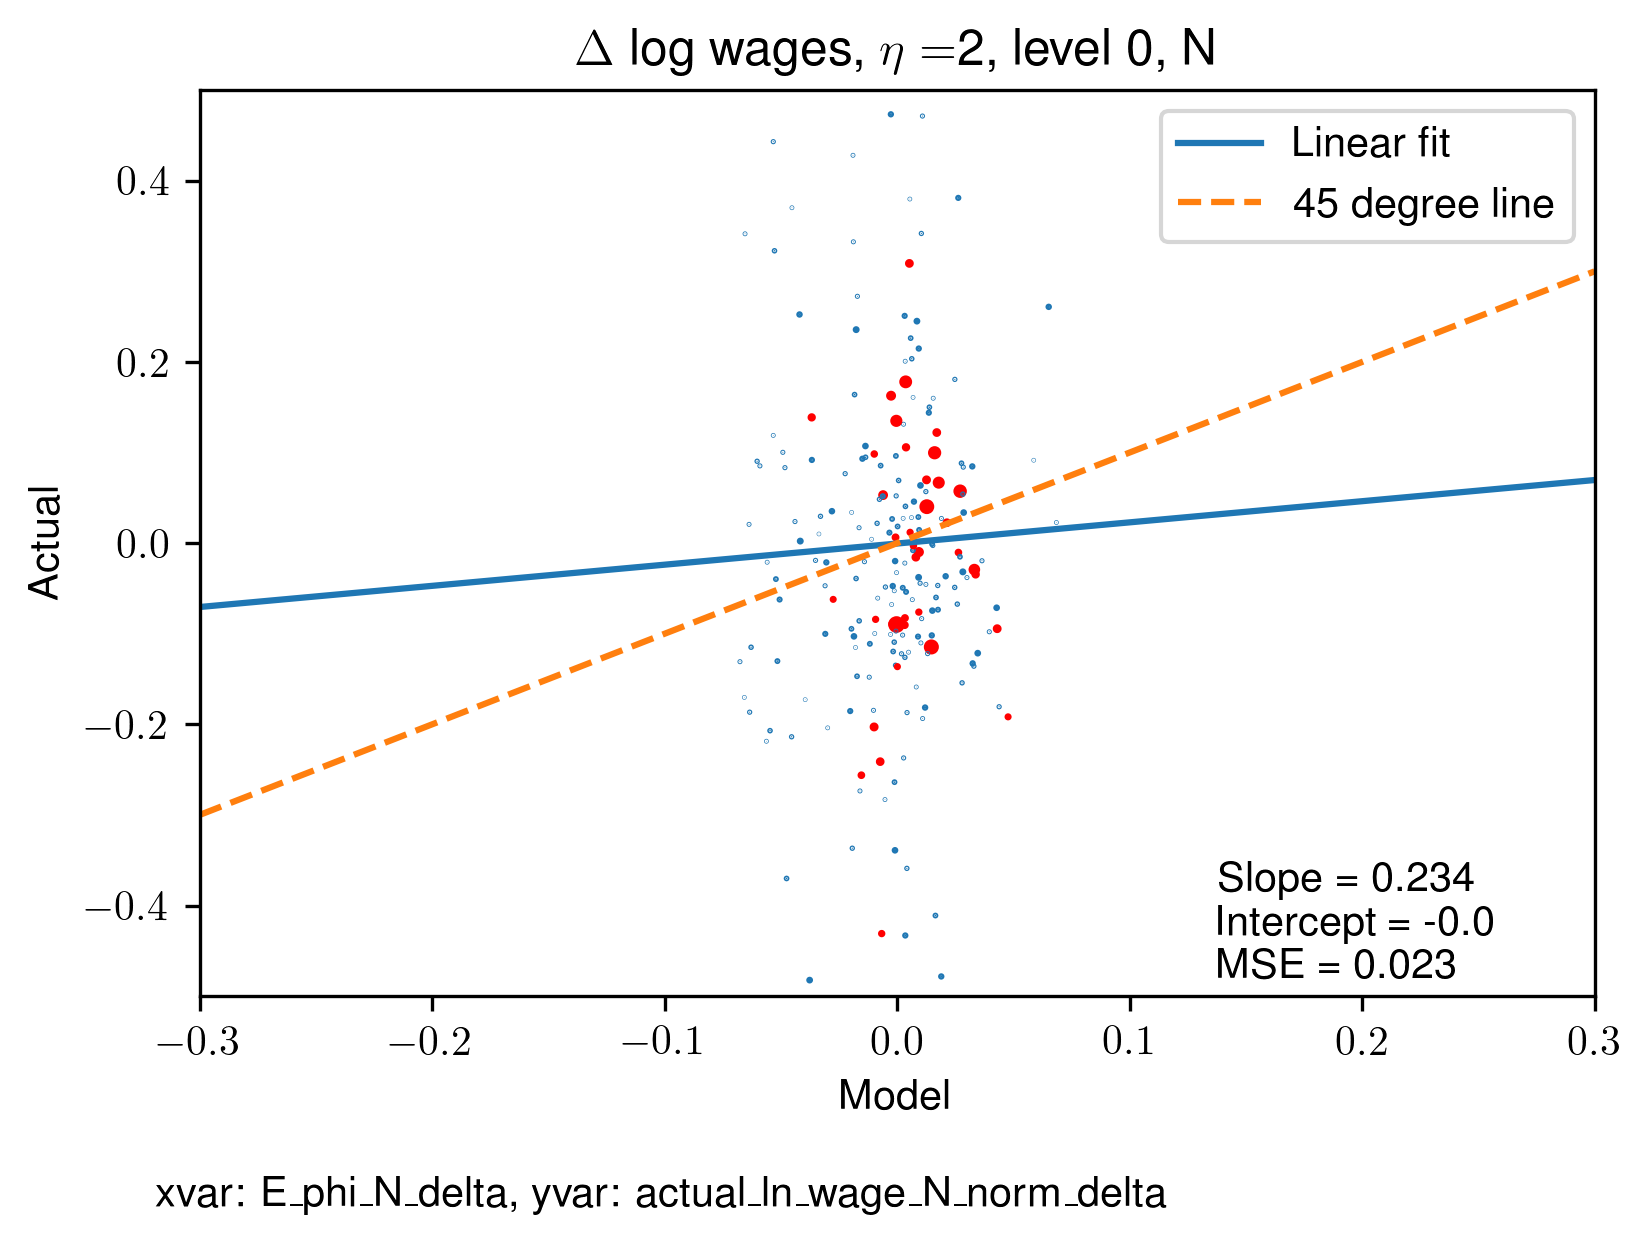 Δ log wages, η =2, level 0, N
Linear fit
45 degree line
Actual
0.4
0.2
0.0
−0.2
−0.4
Slope = 0.234
Intercept = -0.0
MSE = 0.023
−0.3 −0.2 −0.1 0.0 0.1 0.2 0.3
Model
xvar: E_phi_N_delta, yvar: actual_ln_wage_N_norm_delta